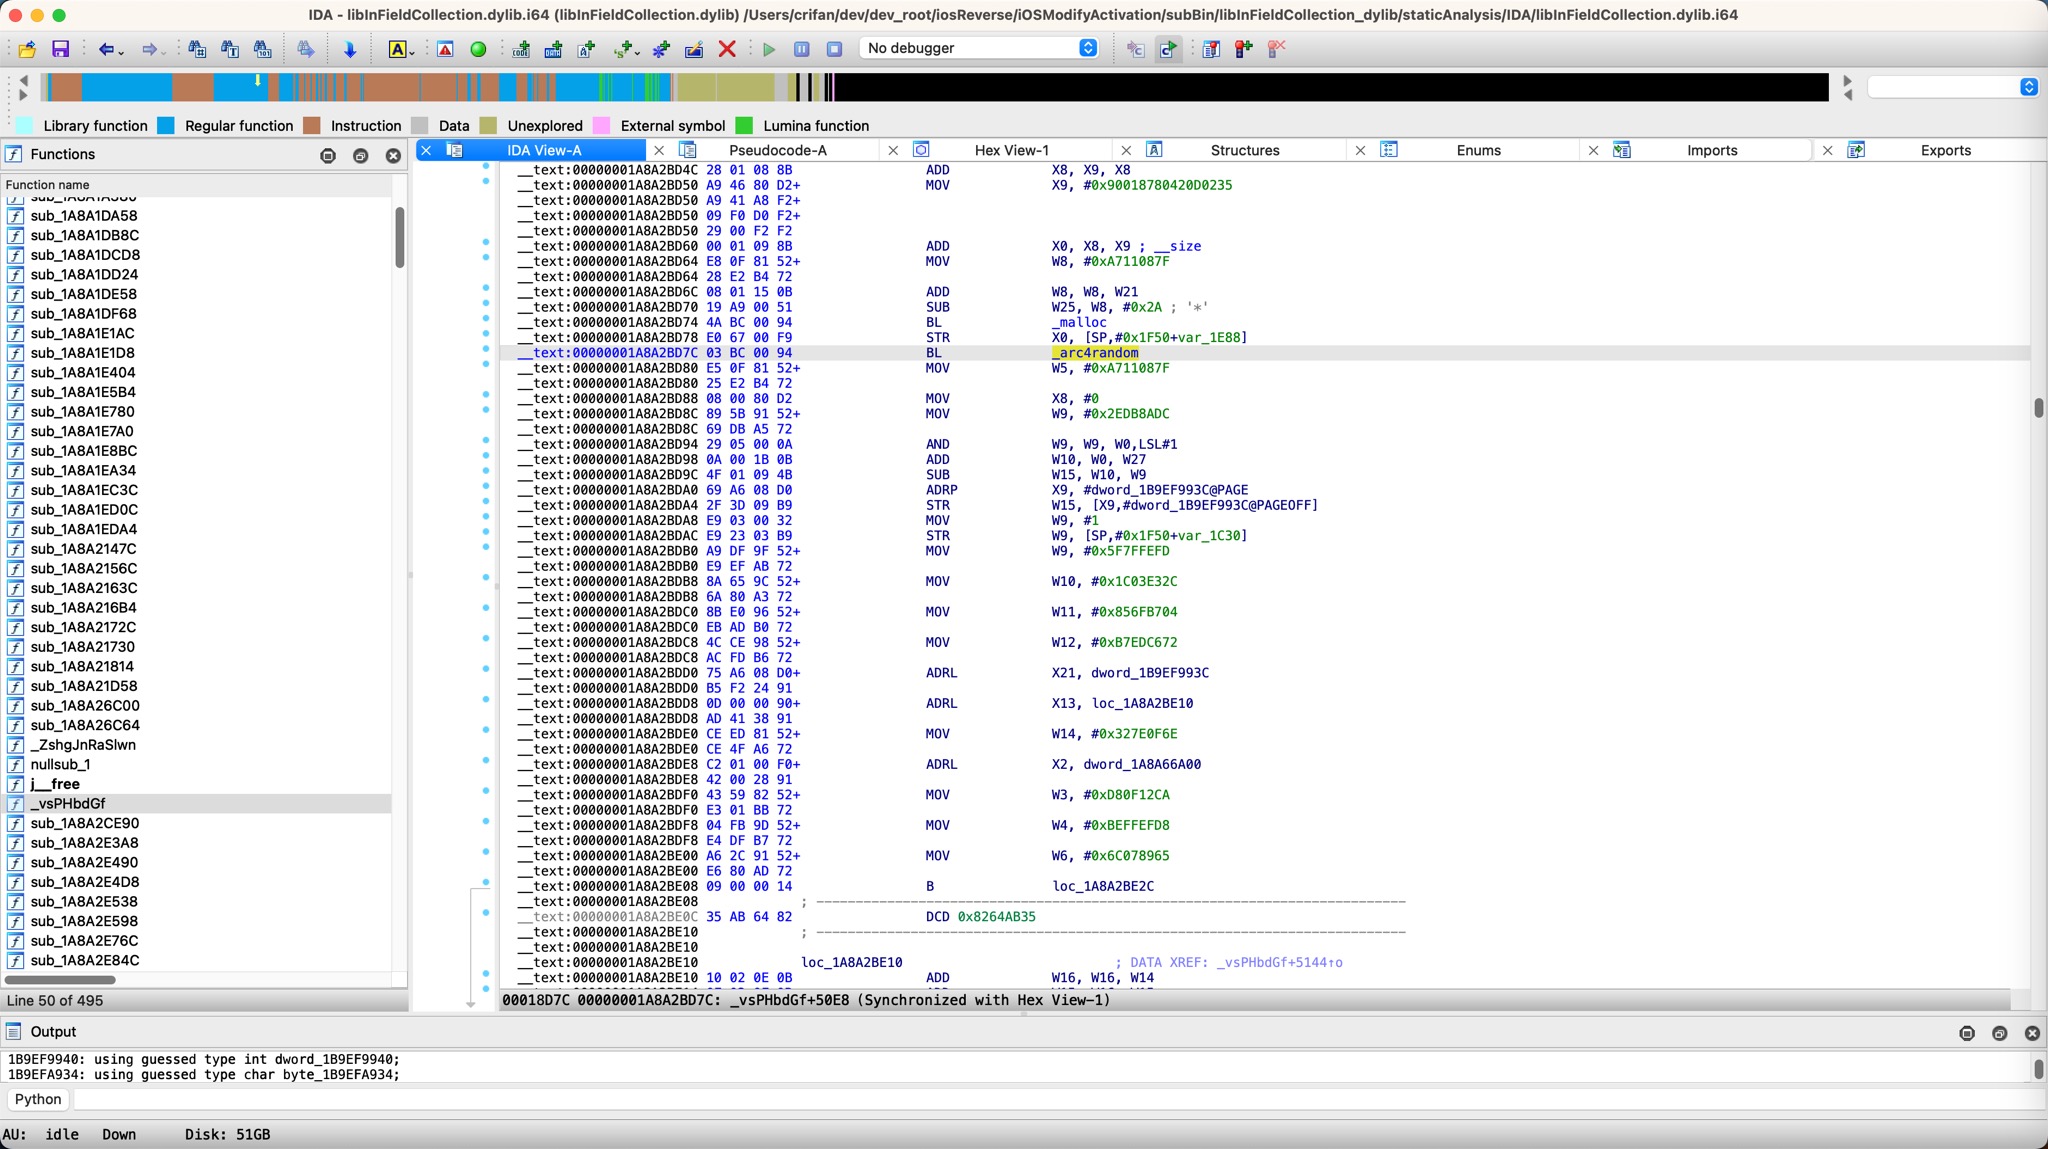 IDA - libInFieldCollection.dylib.i64 (libInFieldCollection.dylib) /Users/crifan/dev/dev_root/iosReverse/iOSModifyActivation/subBin/libInFieldCollection_dylib/staticAnalysis/IDA/libInFieldCollection.dylib.i64
No debugger
Library function Regular function Instruction Data Unexplored External symbol Lumina function
Functions
IDA View-A Pseudocode-A Hex View-1 Structures Enums Imports Exports
Function name
sub_1A8A1DA58
sub_1A8A1DB8C
sub_1A8A1DCD8
sub_1A8A1DD24
sub_1A8A1DE58
sub_1A8A1DF68
sub_1A8A1E1AC
sub_1A8A1E1D8
sub_1A8A1E404
sub_1A8A1E5B4
sub_1A8A1E780
sub_1A8A1E7A0
sub_1A8A1E8BC
sub_1A8A1EA34
sub_1A8A1EC3C
sub_1A8A1ED0C
sub_1A8A1EDA4
sub_1A8A2147C
sub_1A8A2156C
sub_1A8A2163C
sub_1A8A216B4
sub_1A8A2172C
sub_1A8A21730
sub_1A8A21814
sub_1A8A21D58
sub_1A8A26C00
sub_1A8A26C64
_ZshgJnRaSlwn
nullsub_1
j__free
_vsPHbdGf
sub_1A8A2CE90
sub_1A8A2E3A8
sub_1A8A2E490
sub_1A8A2E4D8
sub_1A8A2E538
sub_1A8A2E598
sub_1A8A2E76C
sub_1A8A2E84C
Line 50 of 495
__text:00000001A8A2BD4C 28 01 08 8B ADD X8, X9, X8
__text:00000001A8A2BD50 A9 46 80 D2+ MOV X9, #0x90018780420D0235
__text:00000001A8A2BD50 A9 41 A8 F2+
__text:00000001A8A2BD50 09 F0 D0 F2+
__text:00000001A8A2BD50 29 00 F2 F2
__text:00000001A8A2BD60 00 01 09 8B ADD X0, X8, X9 ; __size
__text:00000001A8A2BD64 E8 0F 81 52+ MOV W8, #0xA711087F
__text:00000001A8A2BD64 28 E2 B4 72
__text:00000001A8A2BD6C 08 01 15 0B ADD W8, W8, W21
__text:00000001A8A2BD70 19 A9 00 51 SUB W25, W8, #0x2A ; '*'
__text:00000001A8A2BD74 4A BC 00 94 BL _malloc
__text:00000001A8A2BD78 E0 67 00 F9 STR X0, [SP,#0x1F50+var_1E88]
__text:00000001A8A2BD7C 03 BC 00 94 BL _arc4random
__text:00000001A8A2BD80 E5 0F 81 52+ MOV W5, #0xA711087F
__text:00000001A8A2BD80 25 E2 B4 72
__text:00000001A8A2BD88 08 00 80 D2 MOV X8, #0
__text:00000001A8A2BD8C 89 5B 91 52+ MOV W9, #0x2EDB8ADC
__text:00000001A8A2BD8C 69 DB A5 72
__text:00000001A8A2BD94 29 05 00 0A AND W9, W9, W0,LSL#1
__text:00000001A8A2BD98 0A 00 1B 0B ADD W10, W0, W27
__text:00000001A8A2BD9C 4F 01 09 4B SUB W15, W10, W9
__text:00000001A8A2BDA0 69 A6 08 D0 ADRP X9, #dword_1B9EF993C@PAGE
__text:00000001A8A2BDA4 2F 3D 09 B9 STR W15, [X9,#dword_1B9EF993C@PAGEOFF]
__text:00000001A8A2BDA8 E9 03 00 32 MOV W9, #1
__text:00000001A8A2BDAC E9 23 03 B9 STR W9, [SP,#0x1F50+var_1C30]
__text:00000001A8A2BDB0 A9 DF 9F 52+ MOV W9, #0x5F7FFEFD
__text:00000001A8A2BDB0 E9 EF AB 72
__text:00000001A8A2BDB8 8A 65 9C 52+ MOV W10, #0x1C03E32C
__text:00000001A8A2BDB8 6A 80 A3 72
__text:00000001A8A2BDC0 8B E0 96 52+ MOV W11, #0x856FB704
__text:00000001A8A2BDC0 EB AD B0 72
__text:00000001A8A2BDC8 4C CE 98 52+ MOV W12, #0xB7EDC672
__text:00000001A8A2BDC8 AC FD B6 72
__text:00000001A8A2BDD0 75 A6 08 D0+ ADRL X21, dword_1B9EF993C
__text:00000001A8A2BDD0 B5 F2 24 91
__text:00000001A8A2BDD8 0D 00 00 90+ ADRL X13, loc_1A8A2BE10
__text:00000001A8A2BDD8 AD 41 38 91
__text:00000001A8A2BDE0 CE ED 81 52+ MOV W14, #0x327E0F6E
__text:00000001A8A2BDE0 CE 4F A6 72
__text:00000001A8A2BDE8 C2 01 00 F0+ ADRL X2, dword_1A8A66A00
__text:00000001A8A2BDE8 42 00 28 91
__text:00000001A8A2BDF0 43 59 82 52+ MOV W3, #0xD80F12CA
__text:00000001A8A2BDF0 E3 01 BB 72
__text:00000001A8A2BDF8 04 FB 9D 52+ MOV W4, #0xBEFFEFD8
__text:00000001A8A2BDF8 E4 DF B7 72
__text:00000001A8A2BE00 A6 2C 91 52+ MOV W6, #0x6C078965
__text:00000001A8A2BE00 E6 80 AD 72
__text:00000001A8A2BE08 09 00 00 14 B loc_1A8A2BE2C
__text:00000001A8A2BE08 ; ---------------------------------------------------------------------------
__text:00000001A8A2BE0C 35 AB 64 82 DCD 0x8264AB35
__text:00000001A8A2BE10 ; ---------------------------------------------------------------------------
__text:00000001A8A2BE10
__text:00000001A8A2BE10 loc_1A8A2BE10 ; DATA XREF: _vsPHbdGf+5144↑o
__text:00000001A8A2BE10 10 02 0E 0B ADD W16, W16, W14
00018D7C 00000001A8A2BD7C: _vsPHbdGf+50E8 (Synchronized with Hex View-1)
Output
1B9EF9940: using guessed type int dword_1B9EF9940;
1B9EFA934: using guessed type char byte_1B9EFA934;
Python
AU: idle Down Disk: 51GB